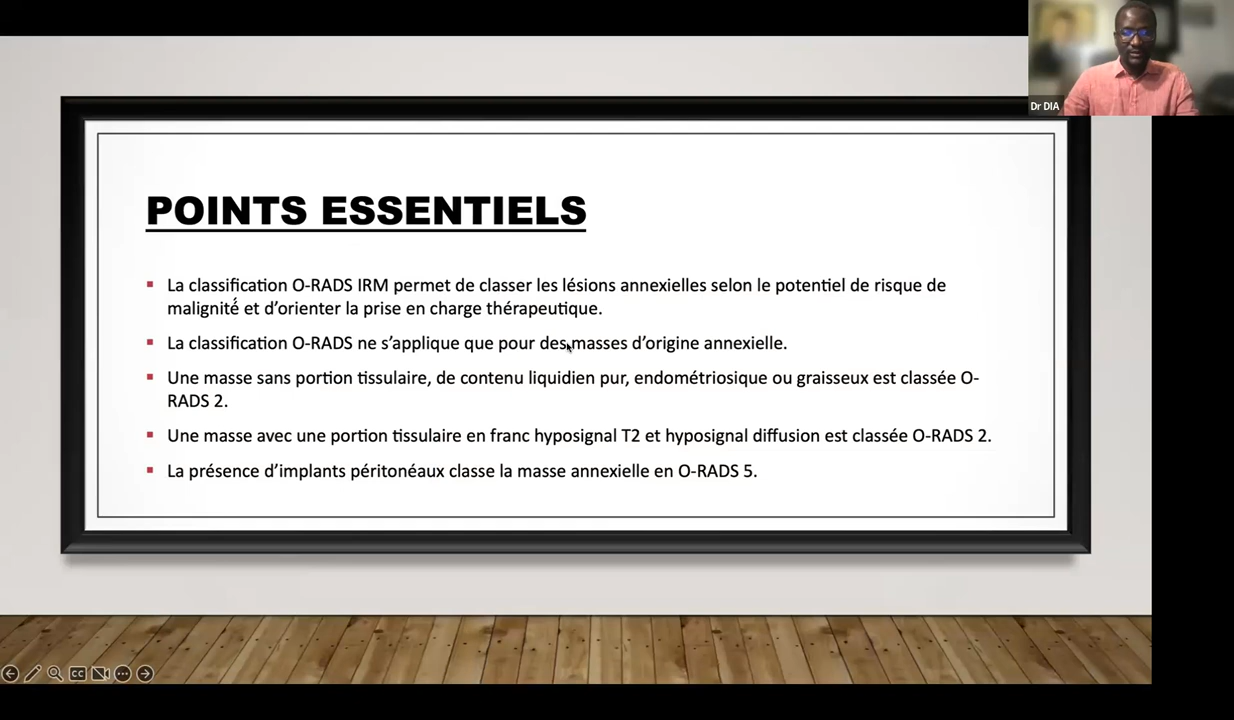 Dr DIA
POINTS ESSENTIELS
▪ La classification O-RADS IRM permet de classer les lésions annexielles selon le potentiel de risque de
malignité et d’orienter la prise en charge thérapeutique.
▪ La classification O-RADS ne s’applique que pour des masses d’origine annexielle.
▪ Une masse sans portion tissulaire, de contenu liquidien pur, endométriosique ou graisseux est classée O-
RADS 2.
▪ Une masse avec une portion tissulaire en franc hyposignal T2 et hyposignal diffusion est classée O-RADS 2.
▪ La présence d’implants péritonéaux classe la masse annexielle en O-RADS 5.
CC